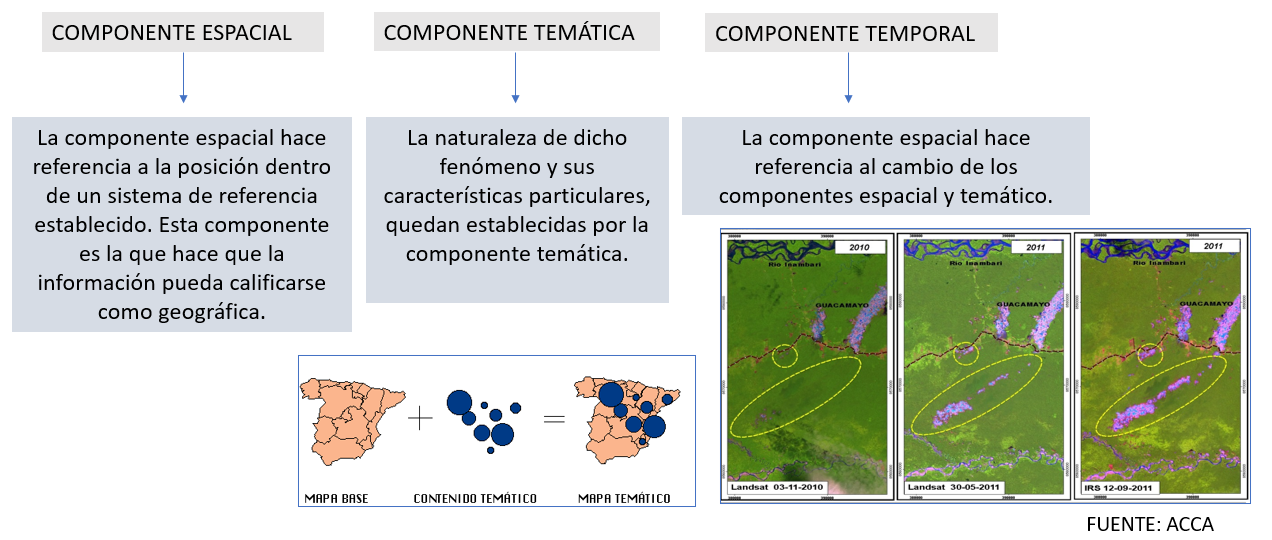 COMPONENTE ESPACIAL
COMPONENTE TEMÁTICA
COMPONENTE TEMPORAL
La componente espacial hace
referencia a la posición dentro
de un sistema de referencia
establecido. Esta componente
es la que hace que la
información pueda calificarse
como geográfica.
La naturaleza de dicho
fenómeno y sus
características particulares,
quedan establecidas por la
componente temática.
La componente espacial hace
referencia al cambio de los
componentes espacial y temático.
MAPA BASE
CONTENIDO TEMÁTICO
MAPA TEMÁTICO
2010
Rio Inambari
GUACAMAYO
Landsat 03-11-2010
2011
Rio Inambari
GUACAMAYO
Landsat 30-05-2011
2011
Rio Inambari
GUACAMAYO
IRS 12-09-2011
FUENTE: ACCA